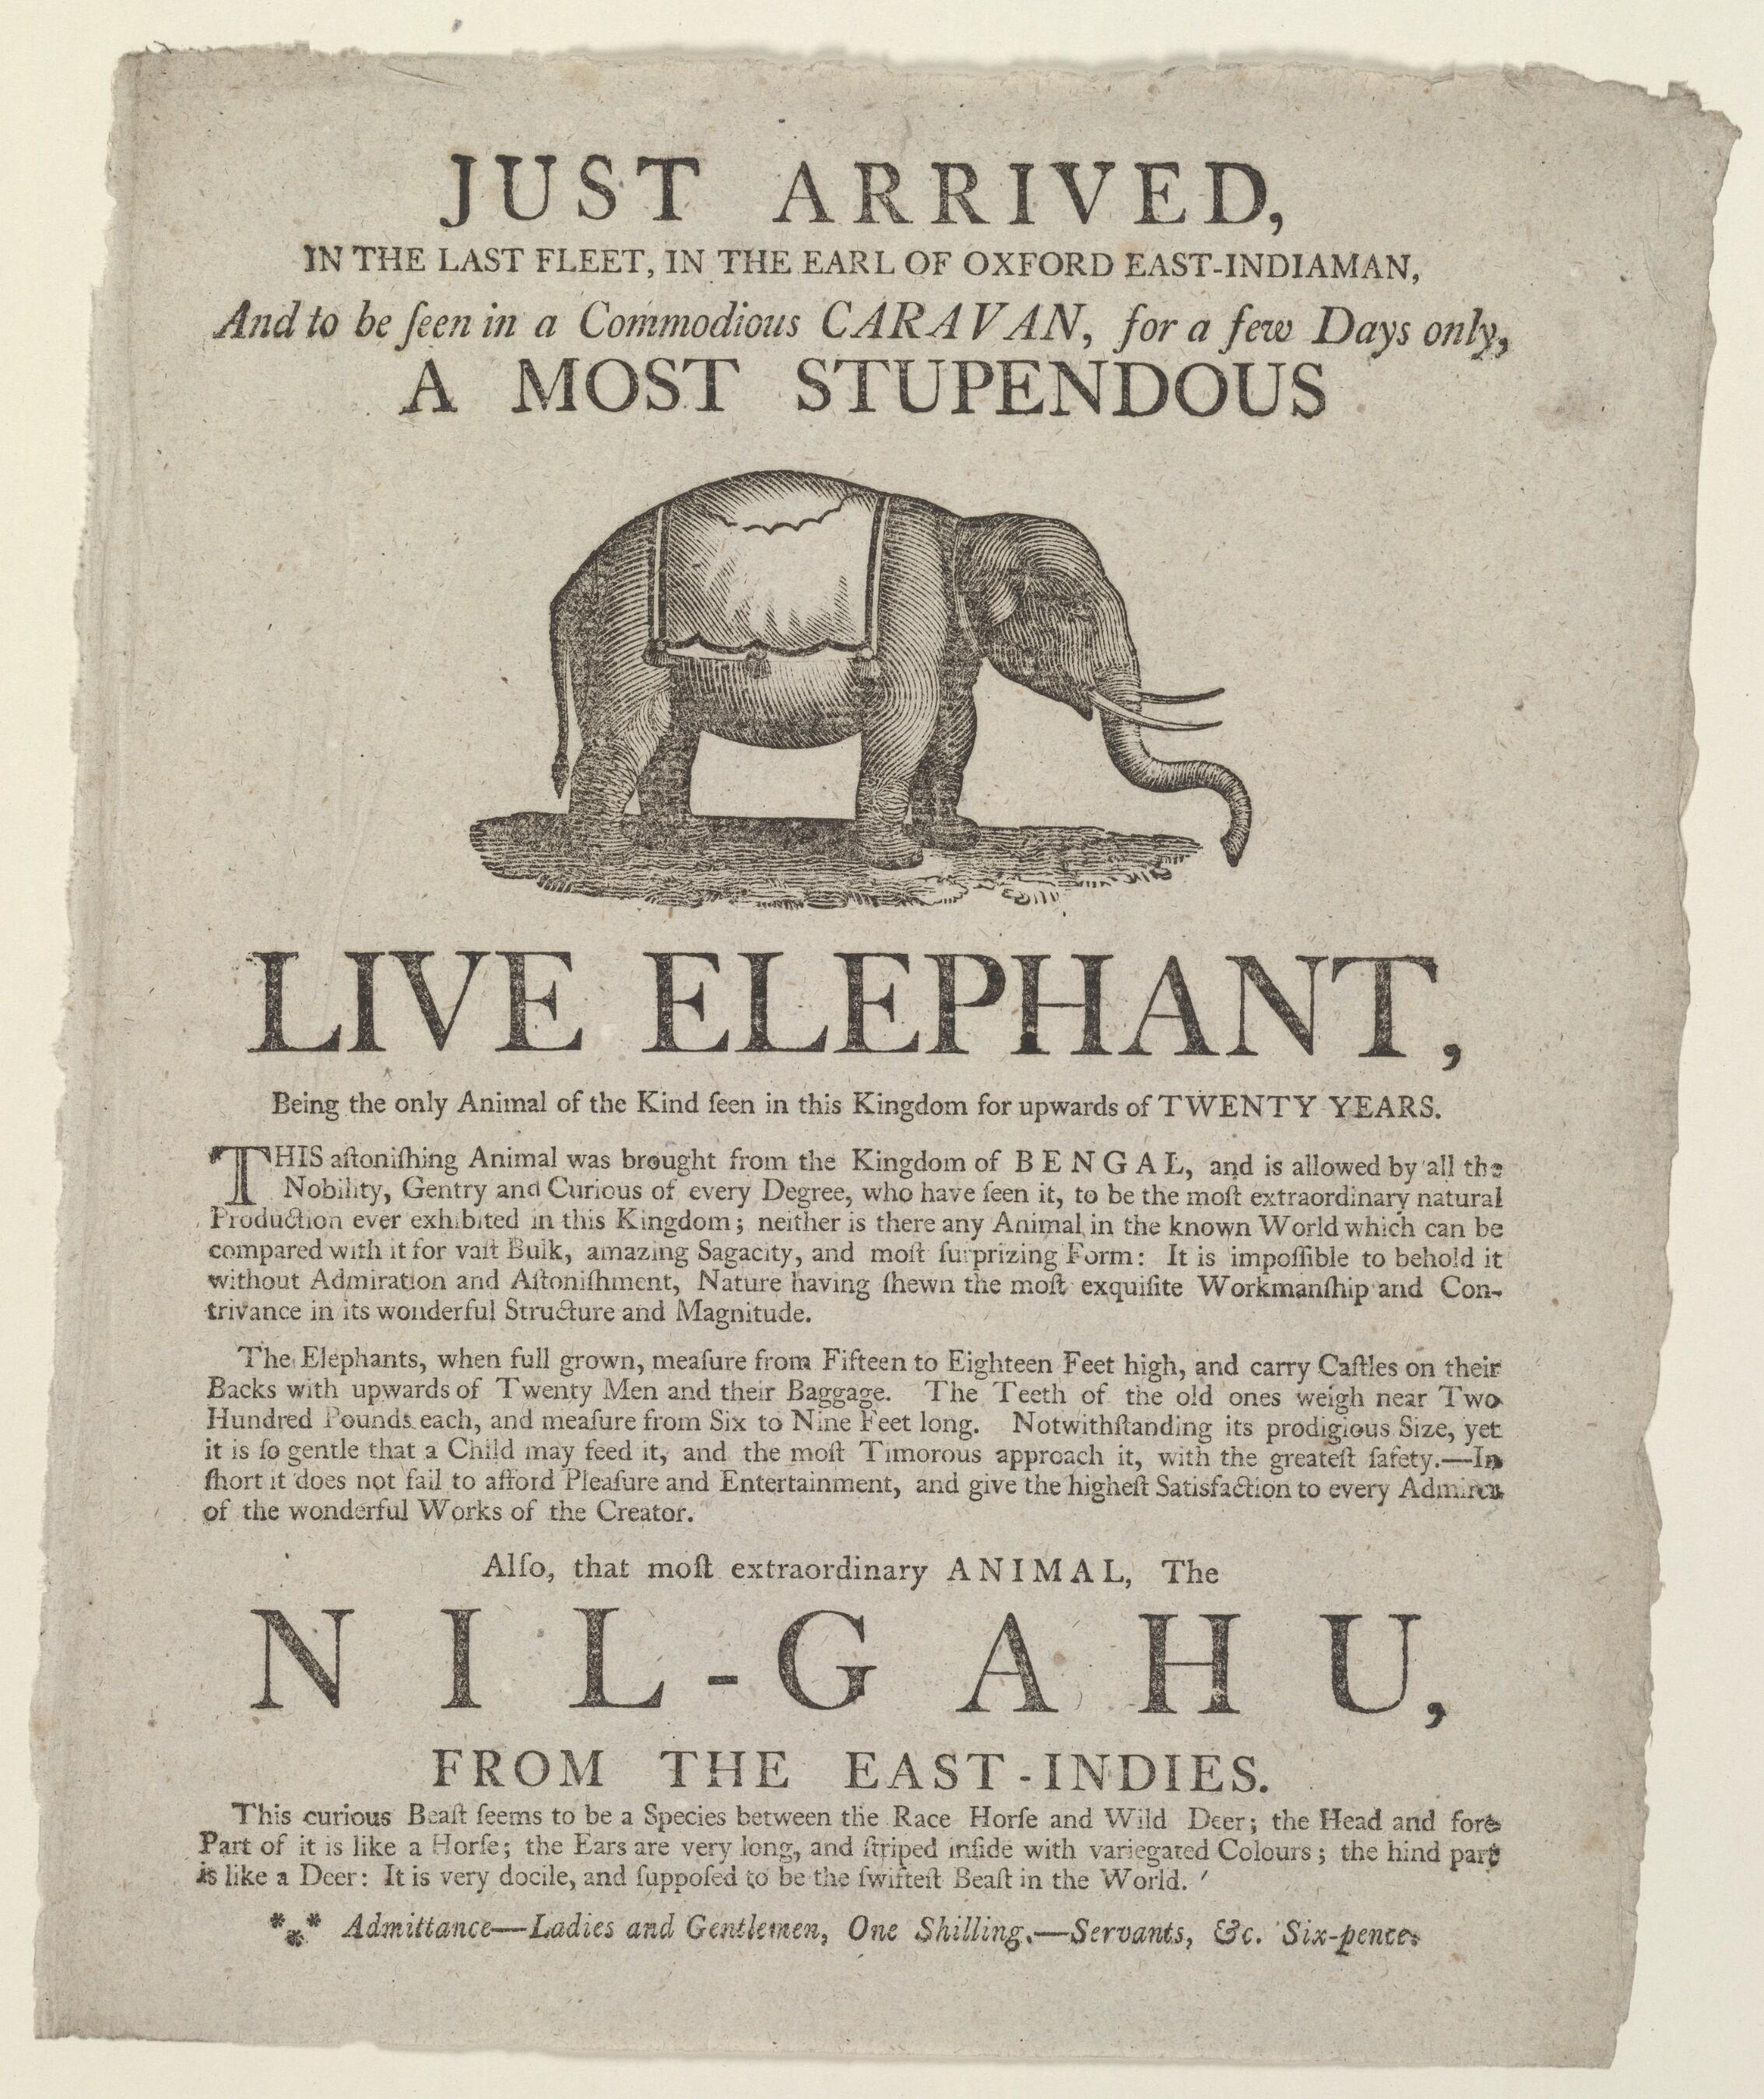 JUST ARRIVED,
IN THE LAST FLEET, IN THE EARL OF OXFORD EAST-INDIAMAN,
And to be ſeen in a Commodious CARAVAN, for a few Days only,
A MOST STUPENDOUS
LIVE ELEPHANT,
Being the only Animal of the Kind ſeen in this Kingdom for upwards of TWENTY YEARS.
THIS aſtoniſhing Animal was brought from the Kingdom of BENGAL, and is allowed by all the
Nobility, Gentry and Curious of every Degree, who have ſeen it, to be the moſt extraordinary natural
Production ever exhibited in this Kingdom; neither is there any Animal in the known World which can be
compared with it for vaſt Bulk, amazing Sagacity, and moſt ſurprizing Form: It is impoſſible to behold it
without Admiration and Aſtoniſhment, Nature having ſhewn the moſt exquiſite Workmanſhip and Con-
trivance in its wonderful Structure and Magnitude.
The Elephants, when full grown, meaſure from Fifteen to Eighteen Feet high, and carry Caſtles on their
Backs with upwards of Twenty Men and their Baggage. The Teeth of the old ones weigh near Two
Hundred Pounds each, and meaſure from Six to Nine Feet long. Notwithſtanding its prodigious Size, yet
it is ſo gentle that a Child may feed it, and the moſt Timorous approach it, with the greateſt ſafety.—In
ſhort it does not fail to afford Pleaſure and Entertainment, and give the higheſt Satisfaction to every Admirer
of the wonderful Works of the Creator.
Alſo, that moſt extraordinary ANIMAL, The
NIL-GAHU,
FROM THE EAST-INDIES.
This curious Beaſt ſeems to be a Species between the Race Horſe and Wild Deer; the Head and fore
Part of it is like a Horſe; the Ears are very long, and ſtriped inſide with variegated Colours; the hind part
is like a Deer: It is very docile, and ſuppoſed to be the ſwifteſt Beaſt in the World.
*** Admittance—Ladies and Gentlemen, One Shilling.—Servants, &c. Six-pence.